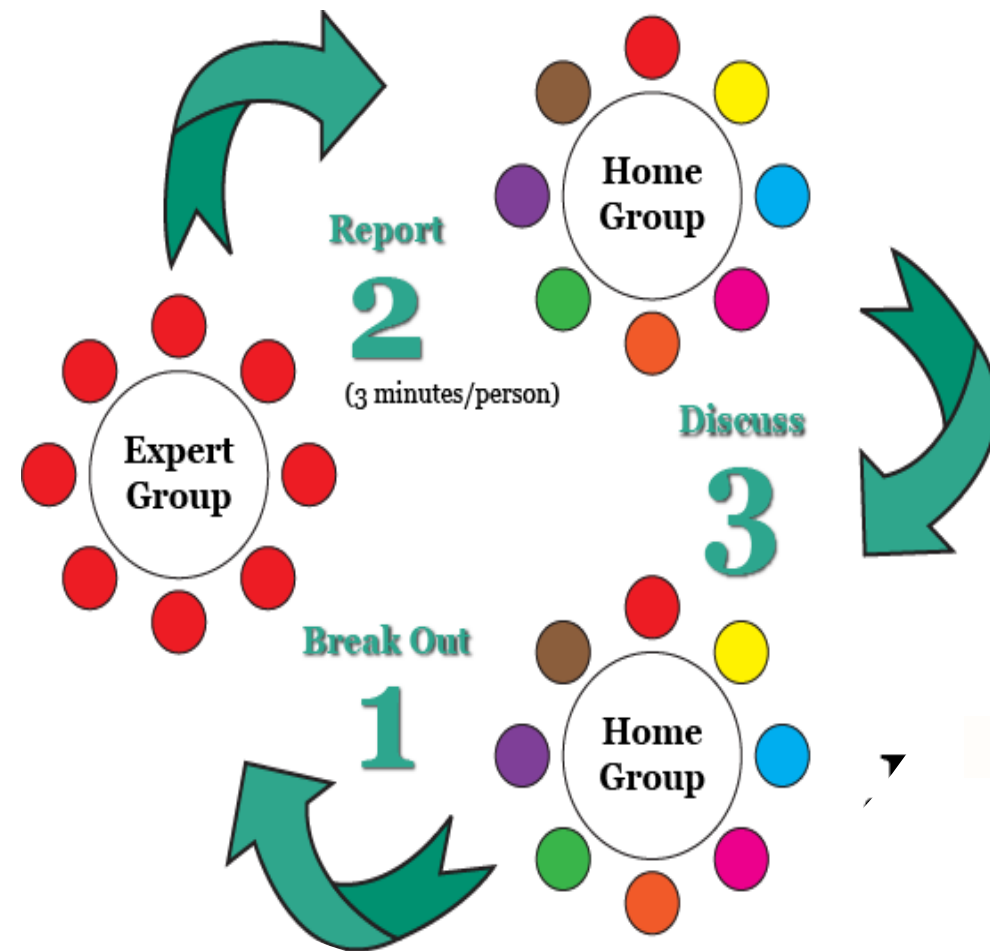 Home
Group
Report
2
(3 minutes/person)
Expert
Group
Discuss
3
Break Out
1
Home
Group